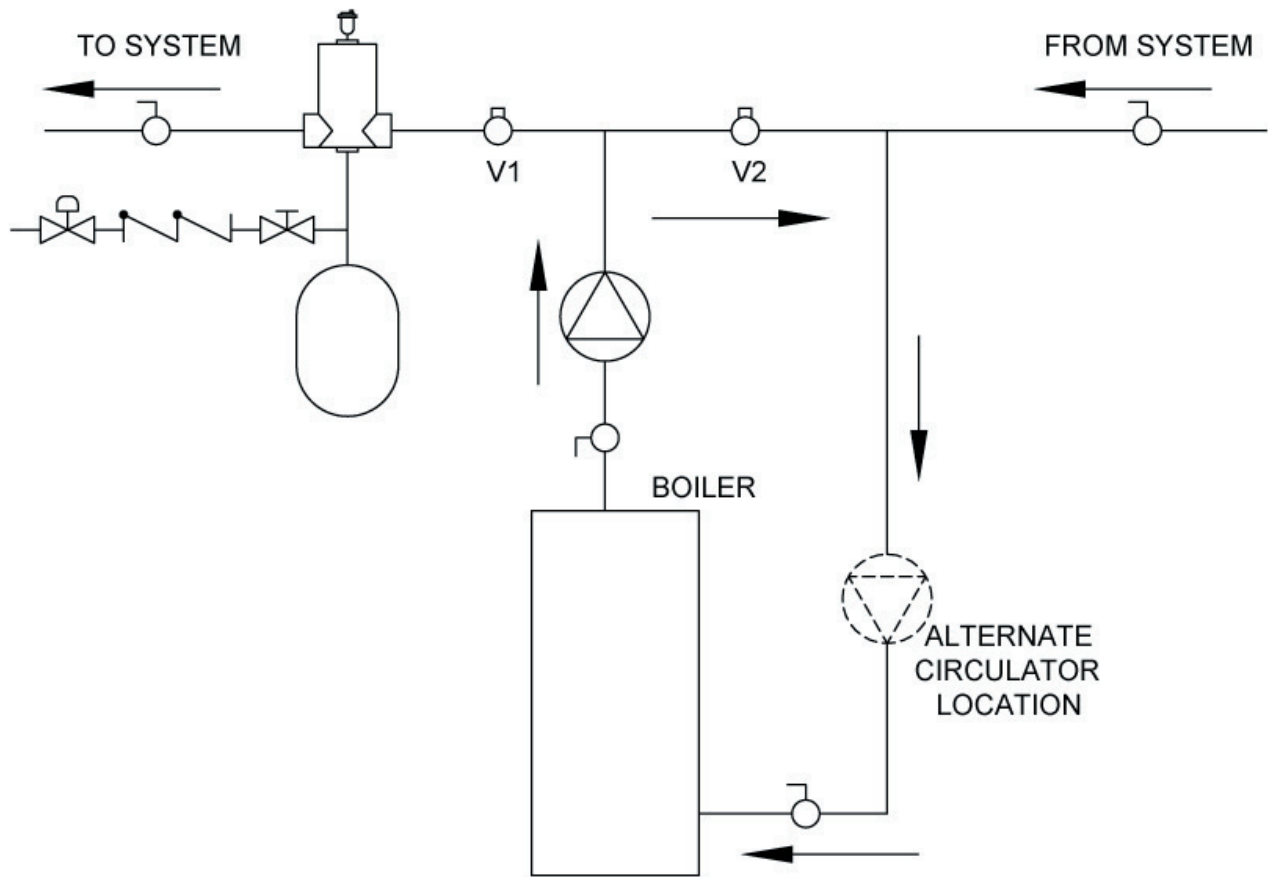 TO SYSTEM
FROM SYSTEM
V1
V2
BOILER
ALTERNATE
CIRCULATOR
LOCATION